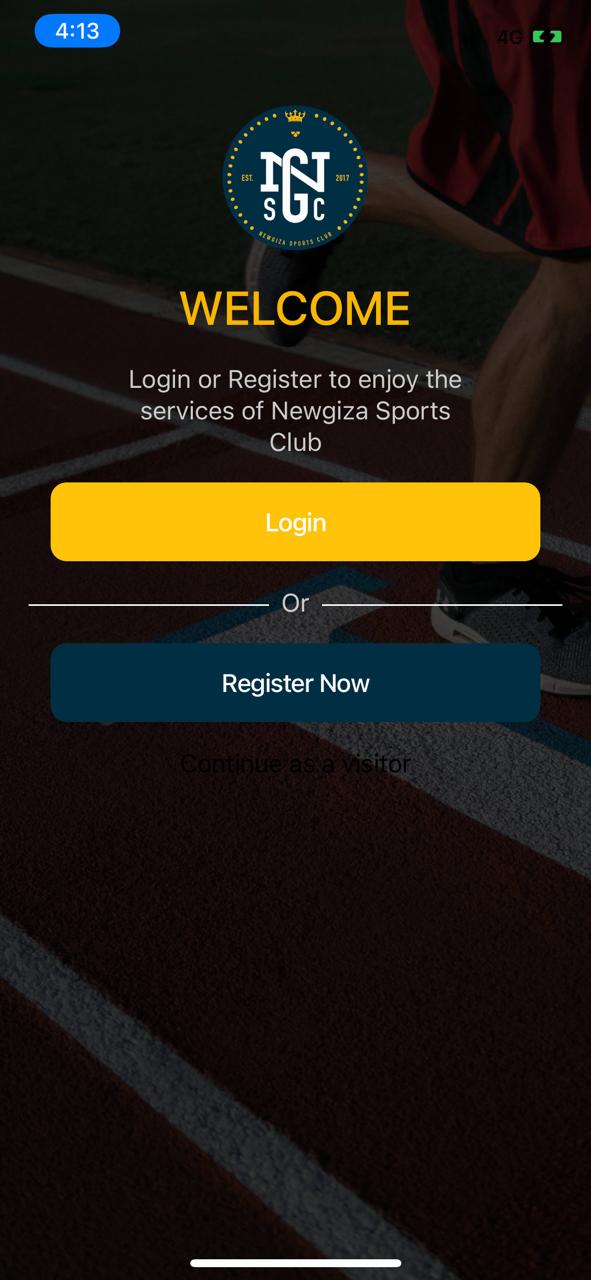 4:13
4G
EST.
NG
2017
S C
NEWGIZA SPORTS CLUB
WELCOME
Login or Register to enjoy the
services of Newgiza Sports
Club
Login
Or
Register Now
Continue as a visitor